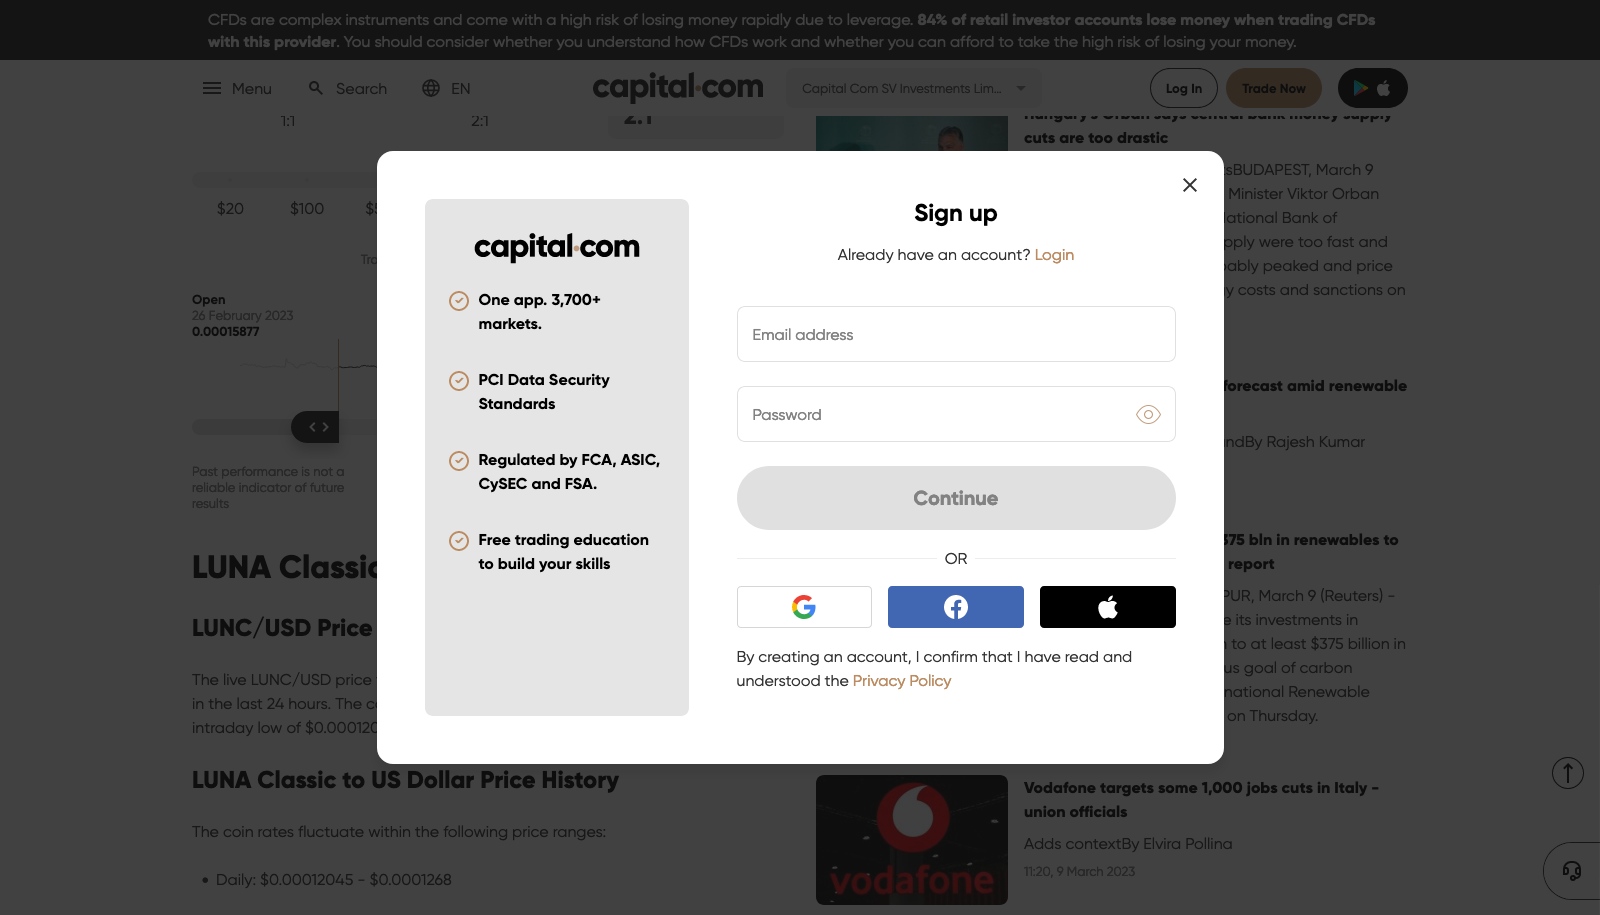 CFDs are complex instruments and come with a high risk of losing money rapidly due to leverage. 84% of retail investor accounts lose money when trading CFDs
with this provider. You should consider whether you understand how CFDs work and whether you can afford to take the high risk of losing your money.
Menu
Search
EN
capital.com
Capital Com SV Investments Lim...
Log In
Trade Now
1:1
2:1
2:1
$20
$100
Open
26 February 2023
0.00015877
Past performance is not a
reliable indicator of future
results
LUNA Classic
LUNC/USD Price
The live LUNC/USD price
in the last 24 hours. The
intraday low of
LUNA Classic to US Dollar Price History
The coin rates fluctuate within the following price ranges:
• Daily: $0.00012045 - $0.0001268
capital.com
One app. 3,700+
markets.
PCI Data Security
Standards
Regulated by FCA, ASIC,
CySEC and FSA.
Free trading education
to build your skills
Sign up
Already have an account? Login
Email address
Password
Continue
OR
By creating an account, I confirm that I have read and
understood the Privacy Policy
Hungary's Orban says central bank money supply
cuts are too drastic
BUDAPEST, March 9
Minister Viktor Orban
National Bank of
were too fast and
peaked and price
costs and sanctions on
forecast amid renewable
By Rajesh Kumar
bln in renewables to
report
March 9 (Reuters) -
its investments in
to at least $375 billion in
goal of carbon
Renewable
on Thursday.
vodafone
Vodafone targets some 1,000 jobs cuts in Italy -
union officials
Adds contextBy Elvira Pollina
11:20, 9 March 2023